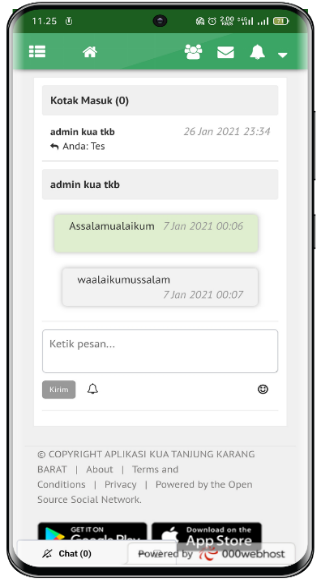 11.25
Kotak Masuk (0)
admin kua tkb 26 Jan 2021 23:34
Anda: Tes
admin kua tkb
Assalamualaikum 7 Jan 2021 00:06
waalaikumussalam
7 Jan 2021 00:07
Ketik pesan...
Kirim
© COPYRIGHT APLIKASI KUA TANJUNG KARANG
BARAT | About | Terms and
Conditions | Privacy | Powered by the Open
Source Social Network.
GET IT ON Download on the
Google Play App Store
Chat (0) Powered by 000webhost